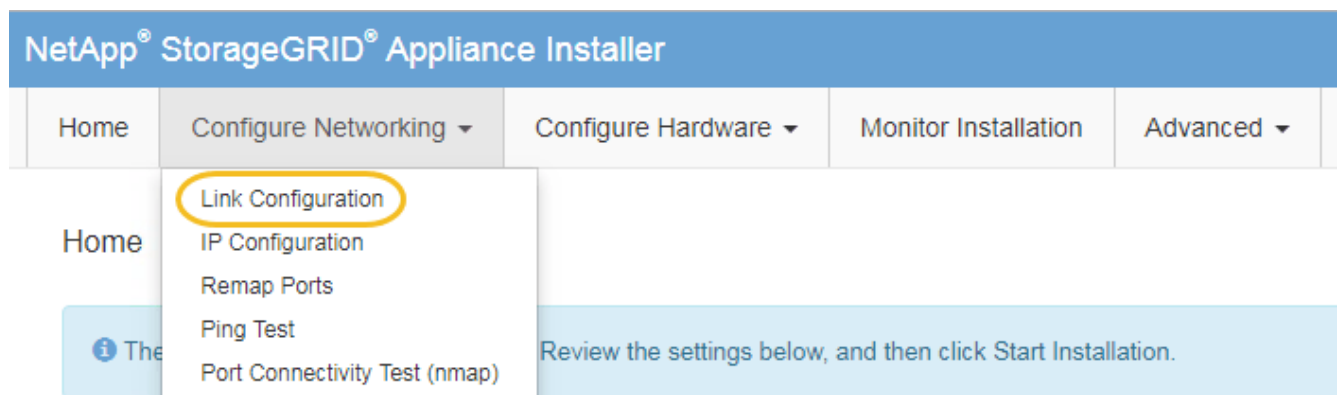 NetApp® StorageGRID® Appliance Installer
Home Configure Networking Configure Hardware Monitor Installation Advanced
Link Configuration
Home
IP Configuration
Remap Ports
Ping Test
The Review the settings below, and then click Start Installation.
Port Connectivity Test (nmap)